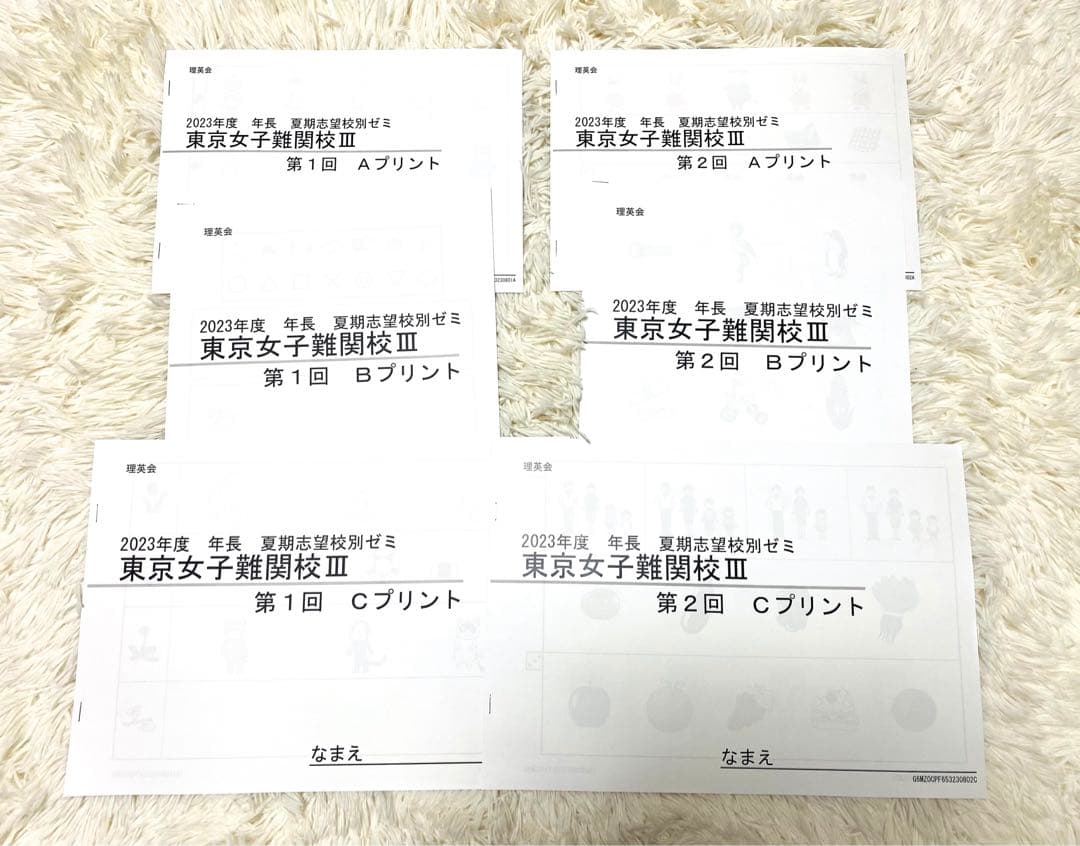 理英会
2023年度　年長　夏期志望校別ゼミ
東京女子難関校Ⅲ
第１回　Ａプリント
理英会
2023年度　年長　夏期志望校別ゼミ
東京女子難関校Ⅲ
第２回　Ａプリント
理英会
2023年度　年長　夏期志望校別ゼミ
東京女子難関校Ⅲ
第１回　Ｂプリント
理英会
2023年度　年長　夏期志望校別ゼミ
東京女子難関校Ⅲ
第２回　Ｂプリント
理英会
2023年度　年長　夏期志望校別ゼミ
東京女子難関校Ⅲ
第１回　Ｃプリント
なまえ
理英会
2023年度　年長　夏期志望校別ゼミ
東京女子難関校Ⅲ
第２回　Ｃプリント
なまえ